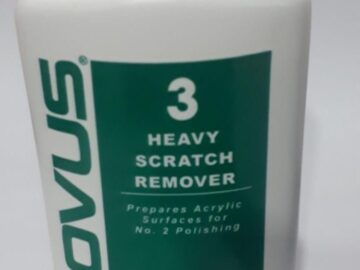 OVUS®
3
HEAVY
SCRATCH
REMOVER
Prepares Acrylic
Surfaces for
No. 2 Polishing